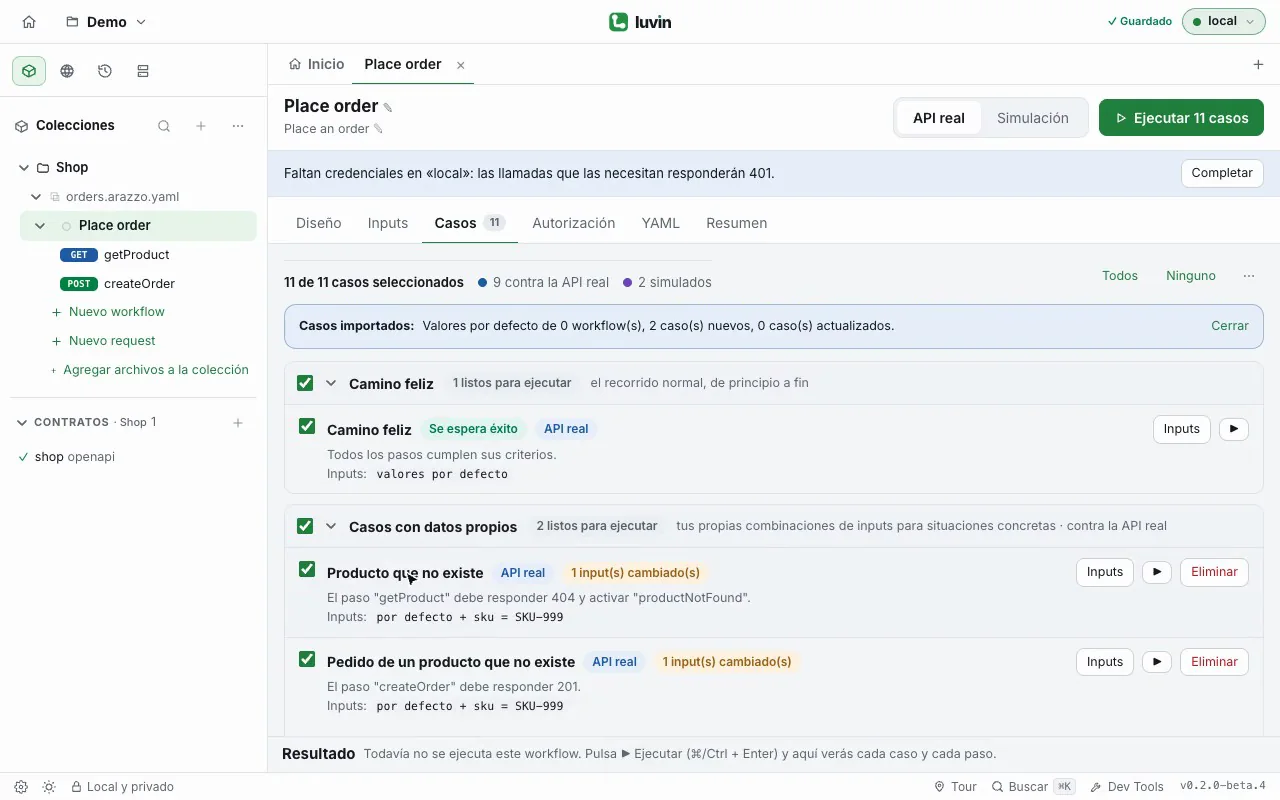 Demo
luvin
Guardado
local
Inicio
Place order
Colecciones
Shop
orders.arazzo.yaml
Place order
GET getProduct
POST createOrder
+ Nuevo workflow
+ Nuevo request
+ Agregar archivos a la colección
CONTRATOS · Shop 1
shop openapi
Place order
Place an order
API real
Simulación
Ejecutar 11 casos
Faltan credenciales en «local»: las llamadas que las necesitan responderán 401.
Completar
Diseño
Inputs
Casos 11
Autorización
YAML
Resumen
11 de 11 casos seleccionados
9 contra la API real
2 simulados
Todos
Ninguno
Casos importados: Valores por defecto de 0 workflow(s), 2 caso(s) nuevos, 0 caso(s) actualizados.
Cerrar
Camino feliz 1 listos para ejecutar el recorrido normal, de principio a fin
Camino feliz Se espera éxito API real
Inputs
Todos los pasos cumplen sus criterios.
Inputs: valores por defecto
Casos con datos propios 2 listos para ejecutar tus propias combinaciones de inputs para situaciones concretas · contra la API real
Producto que no existe API real 1 input(s) cambiado(s)
Inputs
Eliminar
El paso "getProduct" debe responder 404 y activar "productNotFound".
Inputs: por defecto + sku = SKU-999
Pedido de un producto que no existe API real 1 input(s) cambiado(s)
Inputs
Eliminar
El paso "createOrder" debe responder 201.
Inputs: por defecto + sku = SKU-999
Resultado Todavía no se ejecuta este workflow. Pulsa ▶ Ejecutar (⌘/Ctrl + Enter) y aquí verás cada caso y cada paso.
Local y privado
Tour
Buscar ⌘K
Dev Tools
v0.2.0-beta.4